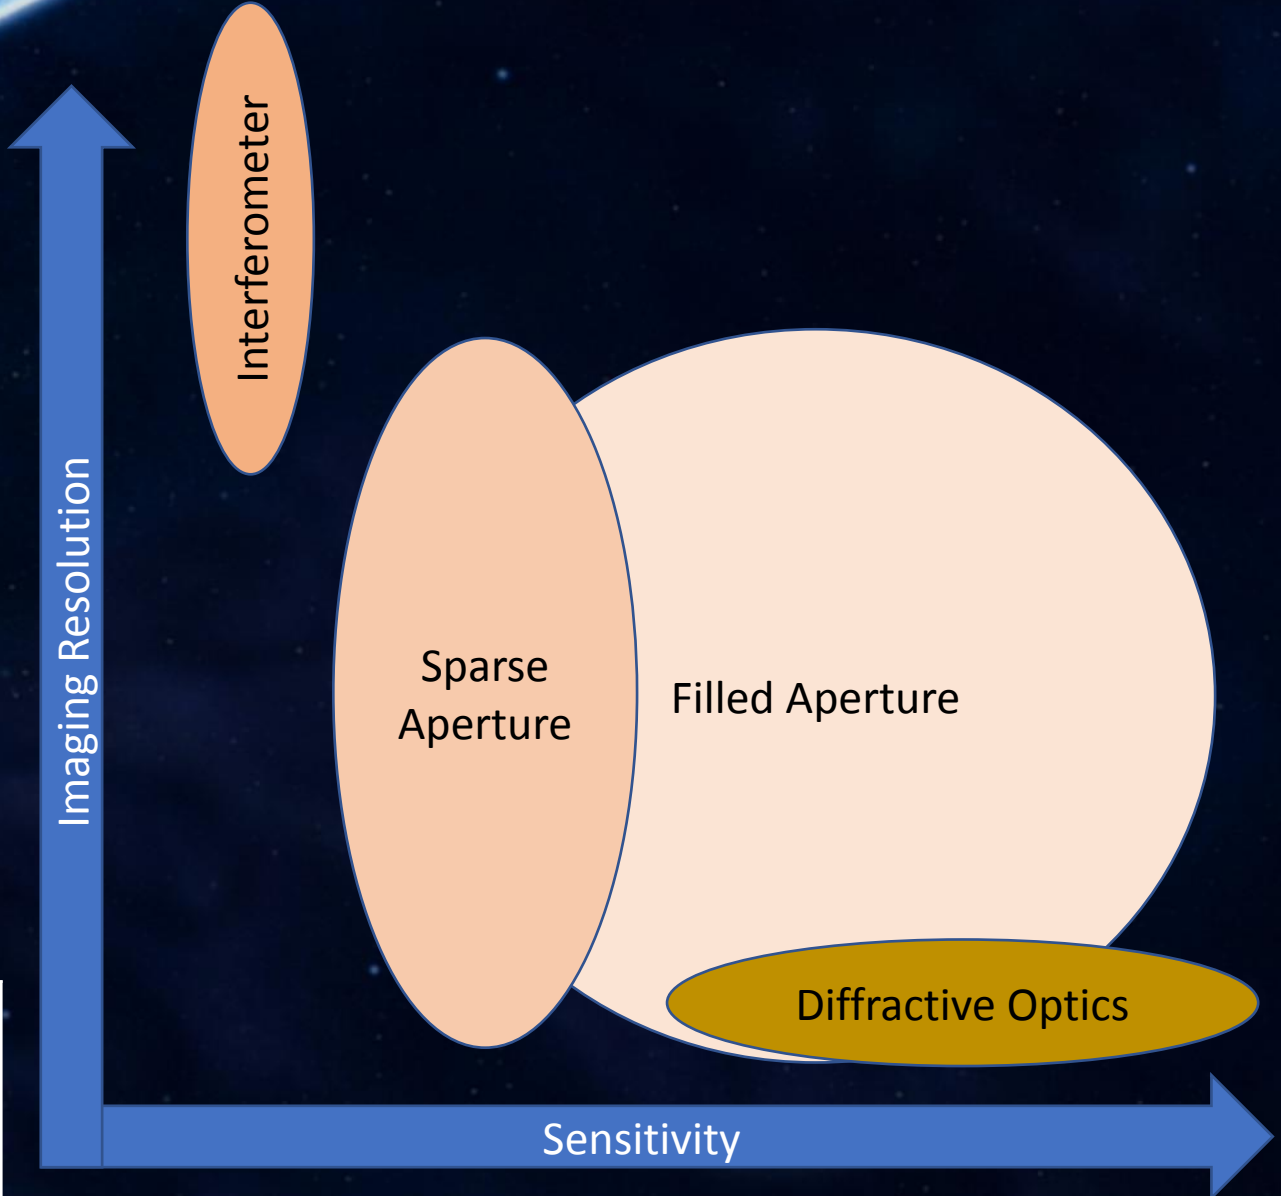 Interferometer
Imaging Resolution
Sparse
Aperture
Filled Aperture
Diffractive Optics
Sensitivity